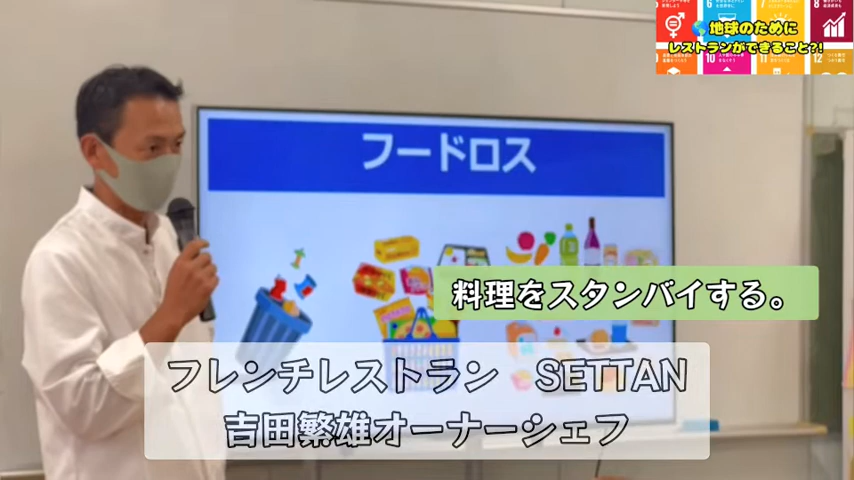 地球のために
レストランができること?!
フードロス
料理をスタンバイする。
フレンチレストラン SETTAN
吉田繁雄オーナーシェフ